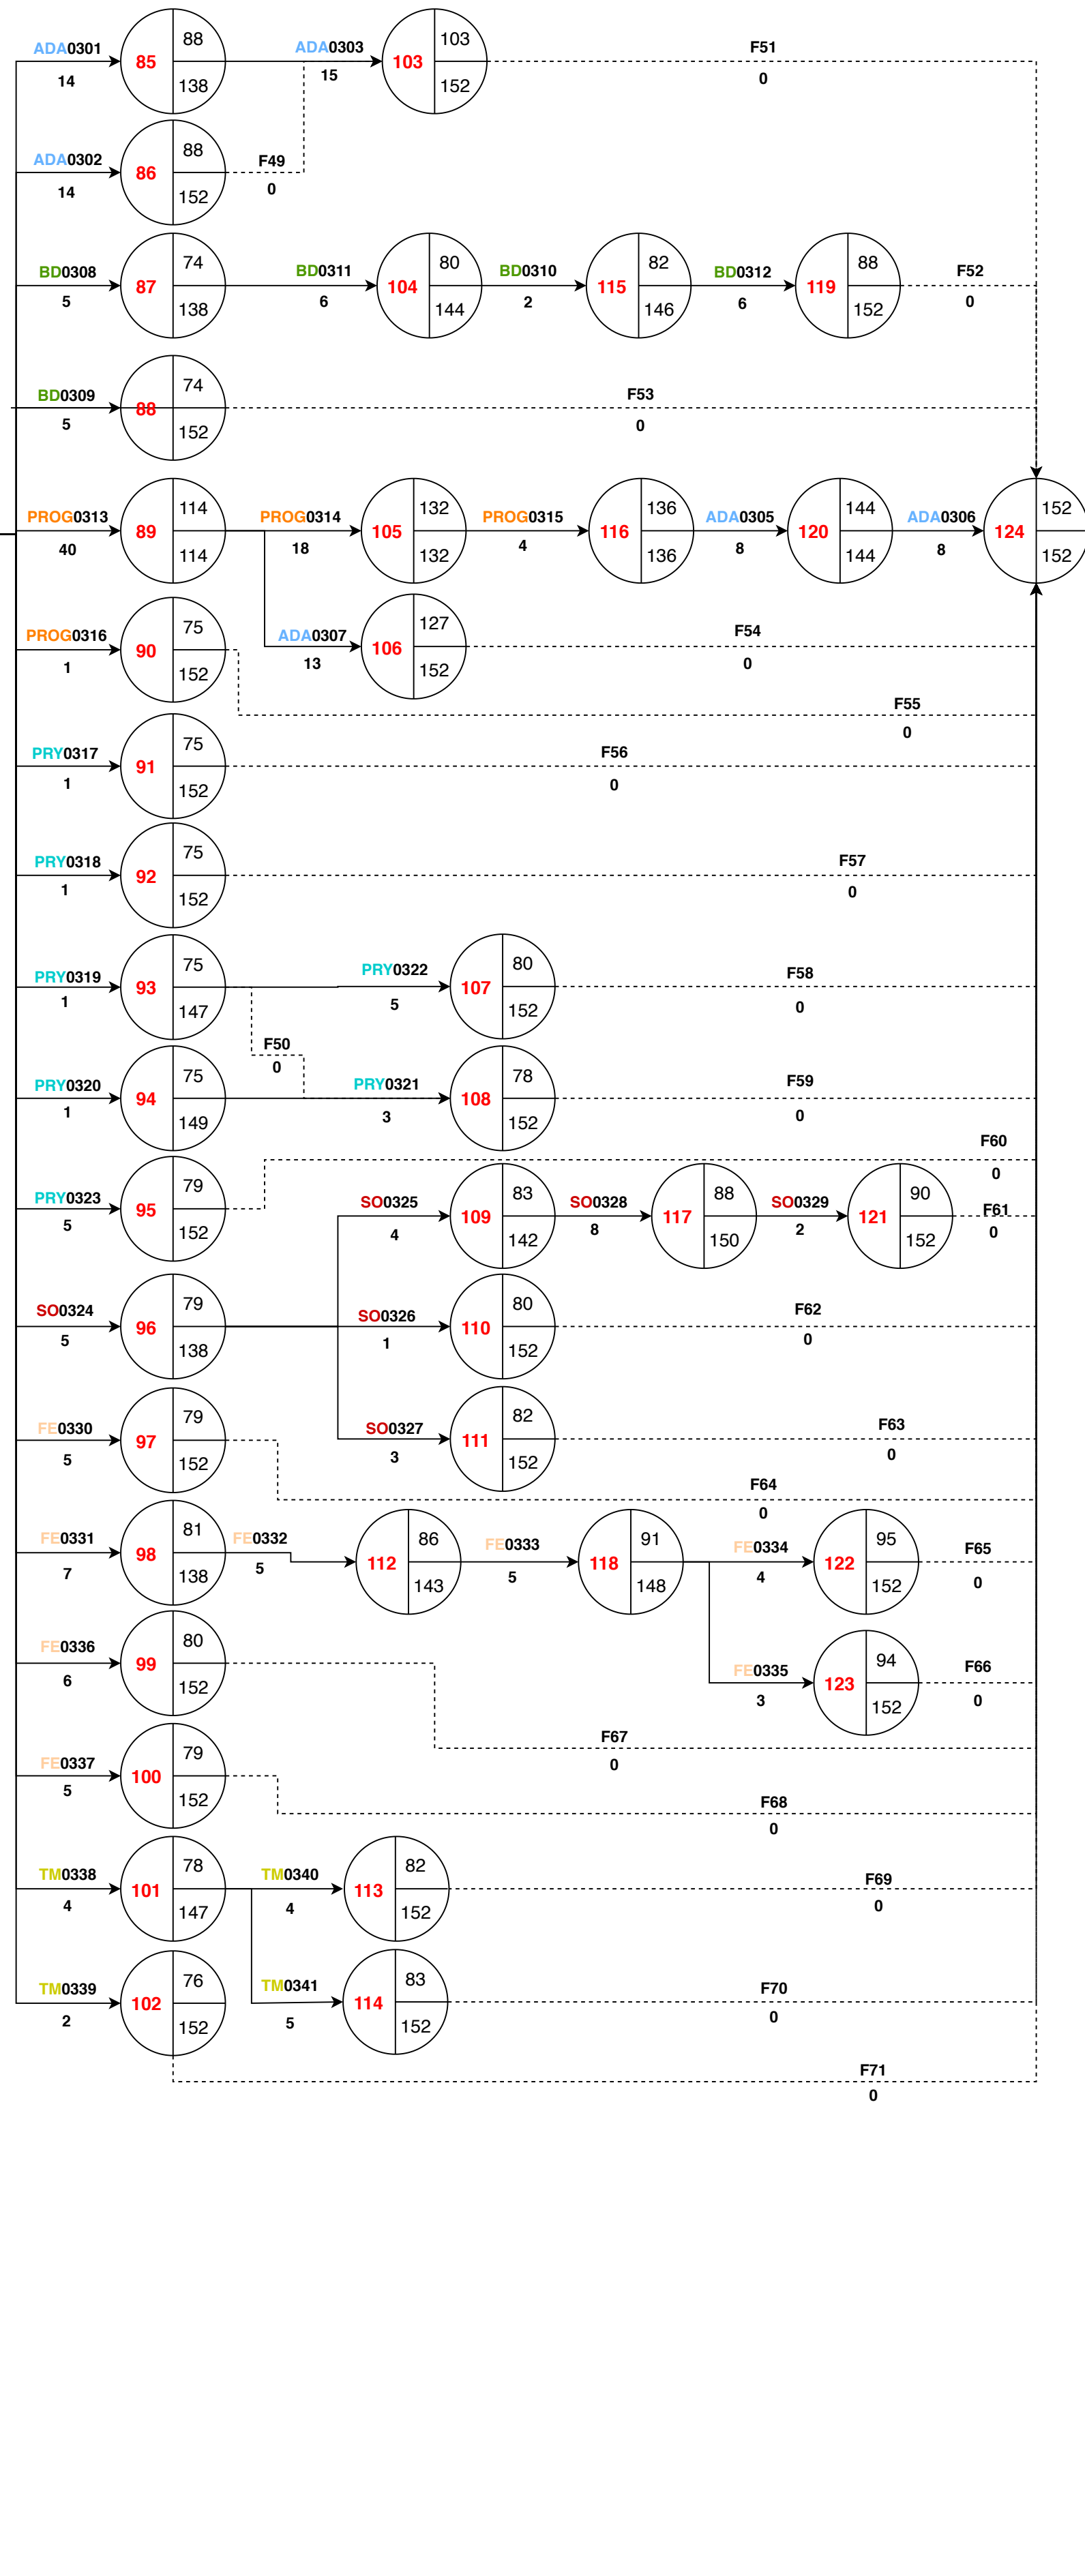 ADA0301
14
85
88
138
ADA0303
15
103
103
152
F51
0
ADA0302
14
86
88
152
F49
0
BD0308
5
87
74
138
BD0311
6
104
80
144
BD0310
2
115
82
146
BD0312
6
119
88
152
F52
0
BD0309
5
88
74
152
F53
0
PROG0313
40
89
114
114
PROG0314
18
105
132
132
PROG0315
4
116
136
136
ADA0305
8
120
144
144
ADA0306
8
124
152
152
PROG0316
1
90
75
152
ADA0307
13
106
127
152
F54
0
F55
0
PRY0317
1
91
75
152
F56
0
PRY0318
1
92
75
152
F57
0
PRY0319
1
93
75
147
PRY0322
5
107
80
152
F58
0
F50
0
PRY0320
1
94
75
149
PRY0321
3
108
78
152
F59
0
F60
0
PRY0323
5
95
79
152
SO0325
4
109
83
142
SO0328
8
117
88
150
SO0329
2
121
90
152
F61
0
SO0324
5
96
79
138
SO0326
1
110
80
152
F62
0
FE0330
5
97
79
152
SO0327
3
111
82
152
F63
0
F64
0
FE0331
7
98
81
138
FE0332
5
112
86
143
FE0333
5
118
91
148
FE0334
4
122
95
152
F65
0
FE0336
6
99
80
152
FE0335
3
123
94
152
F66
0
F67
0
FE0337
5
100
79
152
F68
0
TM0338
4
101
78
147
TM0340
4
113
82
152
F69
0
TM0339
2
102
76
152
TM0341
5
114
83
152
F70
0
F71
0